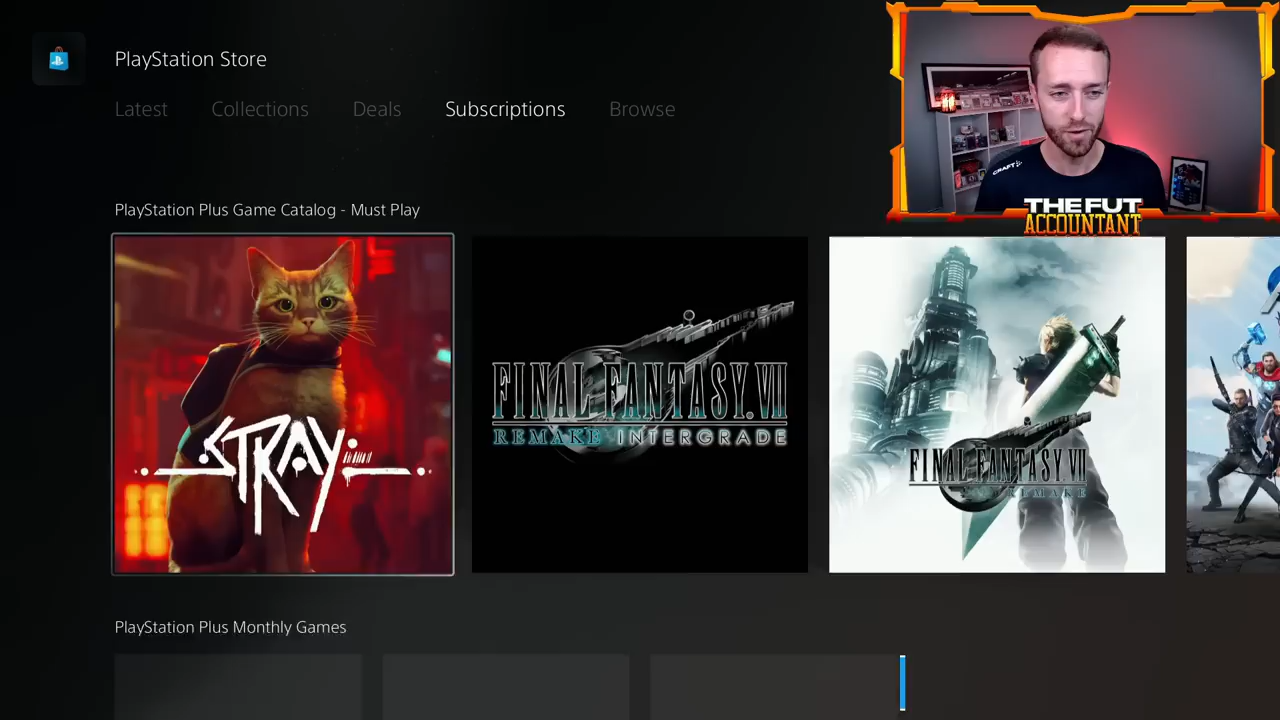 PlayStation Store
Latest
Collections
Deals
Subscriptions
Browse
CRAFT
THE FUT
ACCOUNTANT
PlayStation Plus Game Catalog - Must Play
STRAY
FINAL FANTASY. VII
REMAKE INTERGRADE
FINAL FANTASY. VII
REMAKE
PlayStation Plus Monthly Games